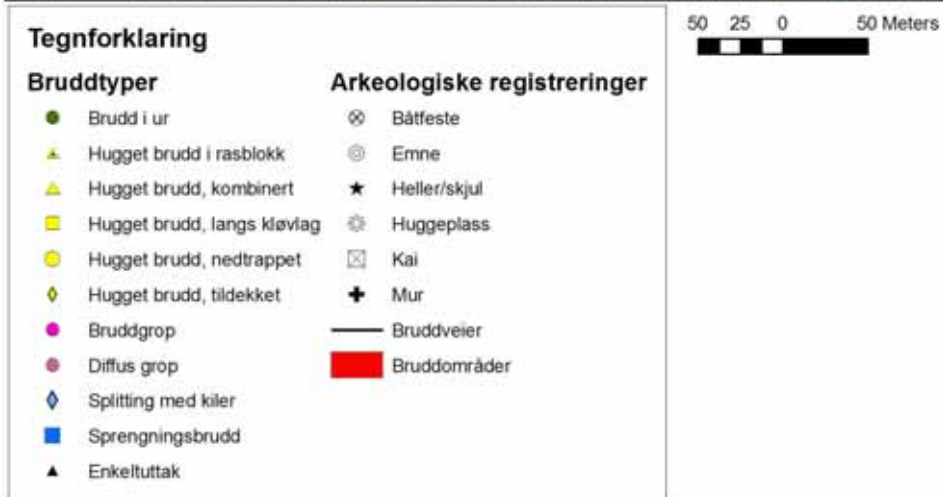 Tegnforklaring
Bruddtyper
Brudd i ur
Hugget brudd i rasblokk
Hugget brudd, kombinert
Hugget brudd, langs kløvlag
Hugget brudd, nedtrappet
Hugget brudd, tildekket
Bruddgrop
Diffus grop
Splitting med kiler
Sprengningsbrudd
Enkeltuttak
Arkeologiske registreringer
Båtfeste
Emne
Heller/skjul
Huggeplass
Kai
Mur
Bruddveier
Bruddområder
50 25 0 50 Meters